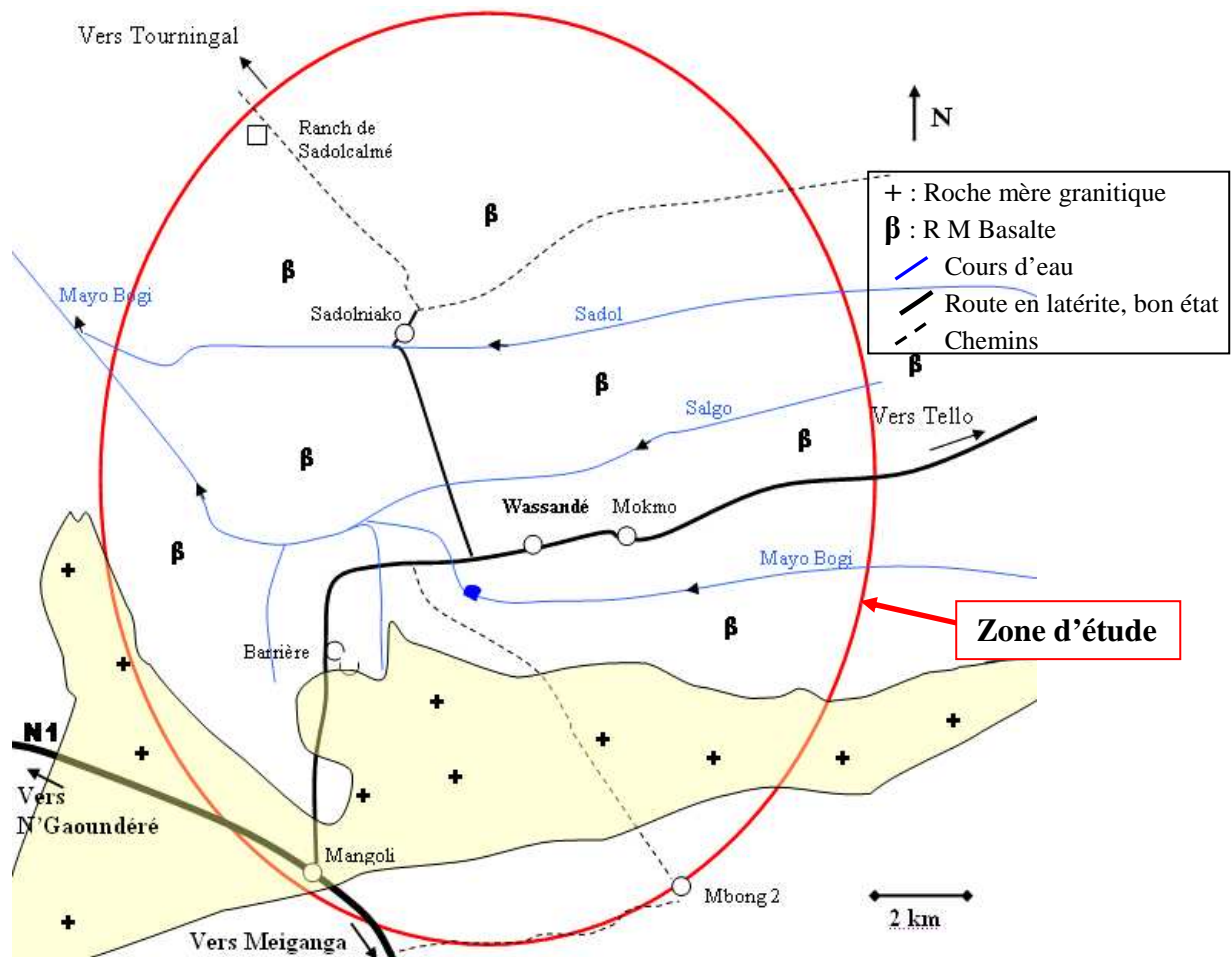 Vers Tourningal
Ranch de
Sadolcalmé
N
+ : Roche mère granitique
β : R M Basalte
Cours d'eau
Route en latérite, bon état
Chemins
β
β
Mayo Bogi
Sadolniako
Sadol
β
β
Salgo
Vers Tello
β
β
Wassandé
Mokmo
β
Mayo Bogi
β
Zone d'étude
Barrière
N1
Vers
N'Gaoundéré
Mangoli
Mbong 2
2 km
Vers Meiganga